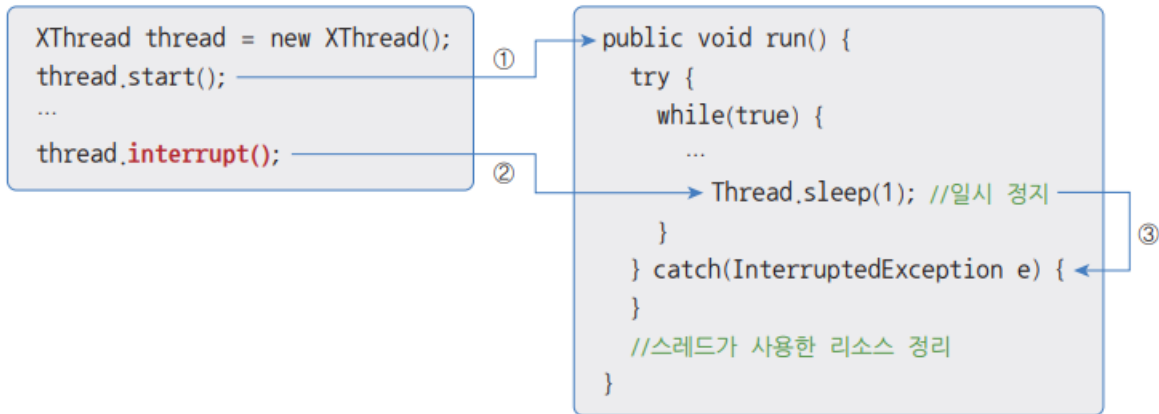 XThread thread = new XThread();
thread.start();
…
thread.interrupt();
①
②
public void run() {
try {
while(true) {
…
Thread.sleep(1); //일시 정지
}
} catch(InterruptedException e) {
}
//스레드가 사용한 리소스 정리
}
③